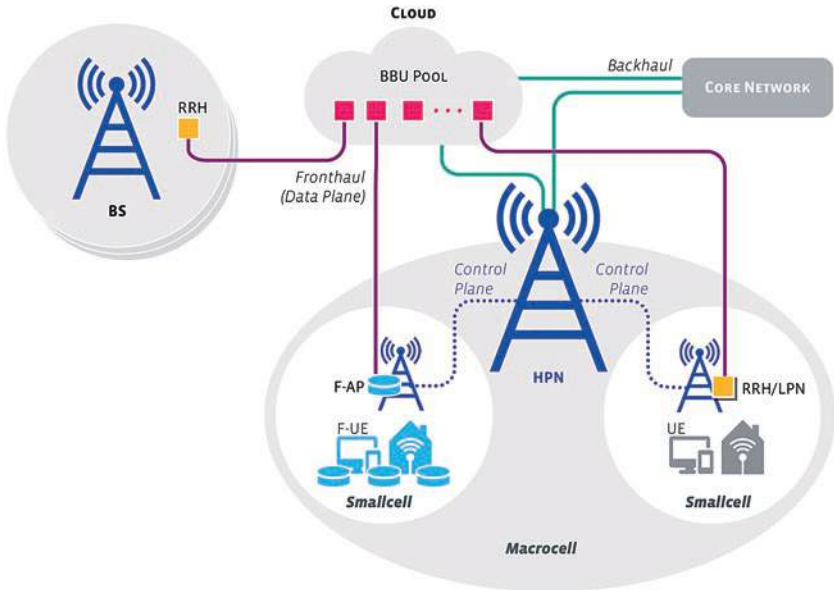 CLOUD
BBU POOL
Backhaul
CORE NETWORK
RRH
BS
Fronthaul
(Data Plane)
Control
Plane
Control
Plane
HPN
F-AP
RRH/LPN
F-UE
UE
Smallcell
Smallcell
Macrocell